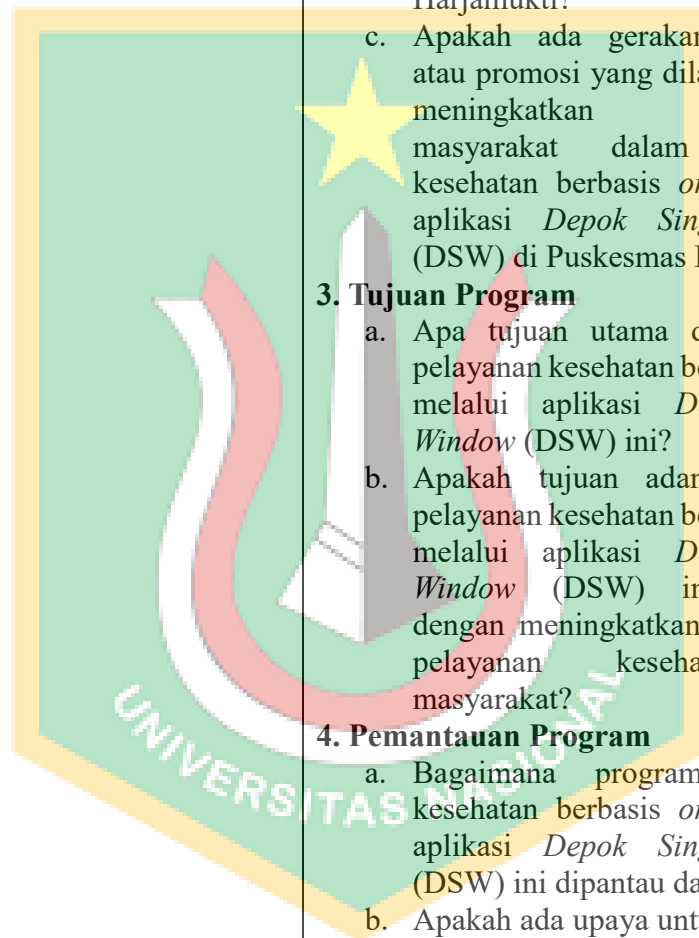 Harjamukti?
c. Apakah ada gerakan
atau promosi yang dila
meningkatkan
masyarakat dalam
kesehatan berbasis on
aplikasi Depok Sing
(DSW) di Puskesmas H
3. Tujuan Program
a. Apa tujuan utama d
pelayanan kesehatan be
melalui aplikasi D
Window (DSW) ini?
b. Apakah tujuan adan
pelayanan kesehatan be
melalui aplikasi D
Window (DSW) in
dengan meningkatkan
pelayanan keseha
masyarakat?
4. Pemantauan Program
a. Bagaimana program
kesehatan berbasis on
aplikasi Depok Sing
(DSW) ini dipantau da
b. Apakah ada upaya unt
UNIVERSITAS NASIONAL